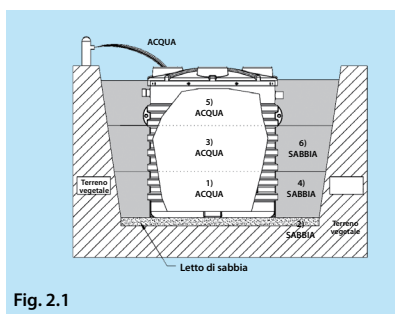 ACQUA
5)
ACQUA
3)
ACQUA
6)
SABBIA
1)
ACQUA
4)
SABBIA
Terreno
vegetale
2)
SABBIA
Terreno
vegetale
Letto di sabbia
Fig. 2.1